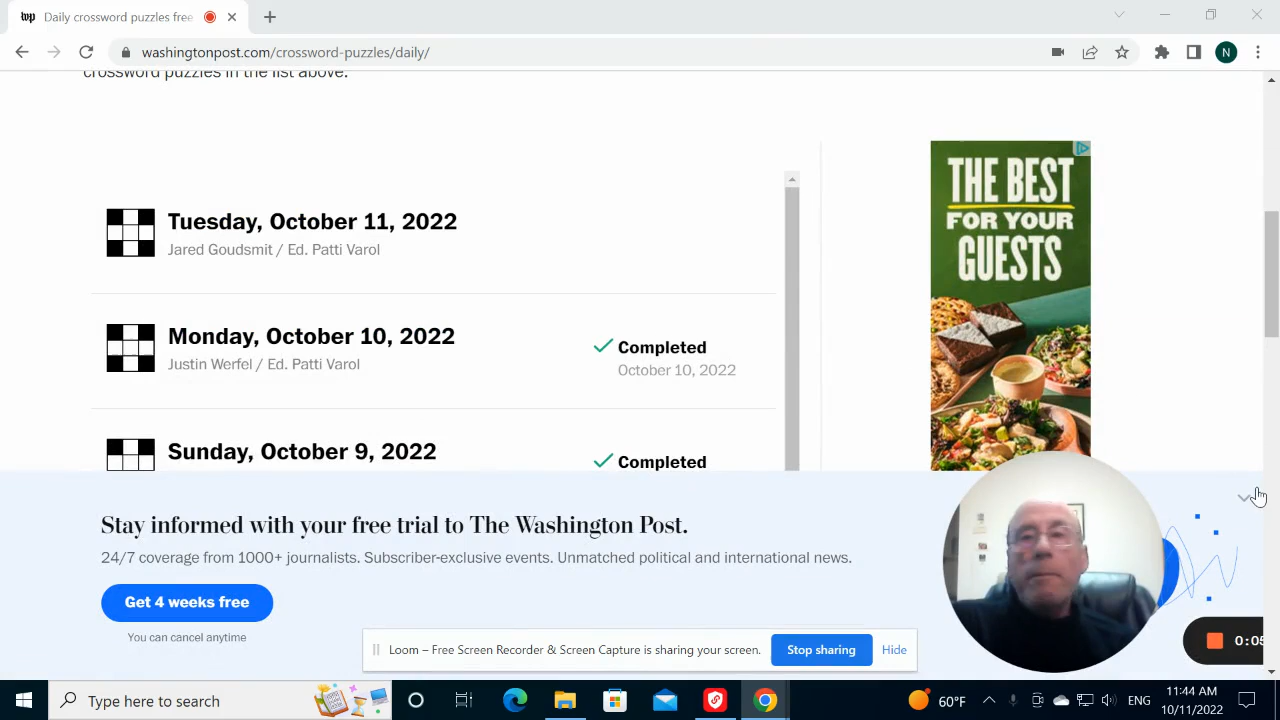 wp Daily crossword puzzles free
washingtonpost.com/crossword-puzzles/daily/
N
crossword puzzles in the list above.
Tuesday, October 11, 2022
Jared Goudsmit / Ed. Patti Varol
Monday, October 10, 2022
Justin Werfel / Ed. Patti Varol
Completed
October 10, 2022
Sunday, October 9, 2022
Completed
THE BEST
FOR YOUR
GUESTS
Stay informed with your free trial to The Washington Post.
24/7 coverage from 1000+ journalists. Subscriber-exclusive events. Unmatched political and international news.
Get 4 weeks free
You can cancel anytime
Loom – Free Screen Recorder & Screen Capture is sharing your screen.
Stop sharing
Hide
0:05
Type here to search
60°F
ENG
11:44 AM
10/11/2022